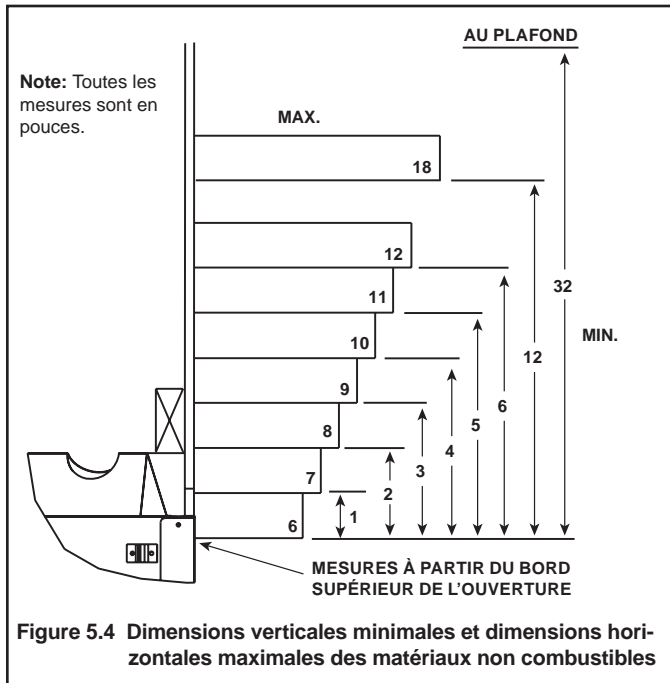 AU PLAFOND
Note: Toutes les
mesures sont en
pouces.
MAX.
18
12
11
10
9
8
7
6
1
2
3
4
5
6
12
32
MIN.
MESURES À PARTIR DU BORD
SUPÉRIEUR DE L'OUVERTURE
Figure 5.4 Dimensions verticales minimales et dimensions hori-
zontales maximales des matériaux non combustibles